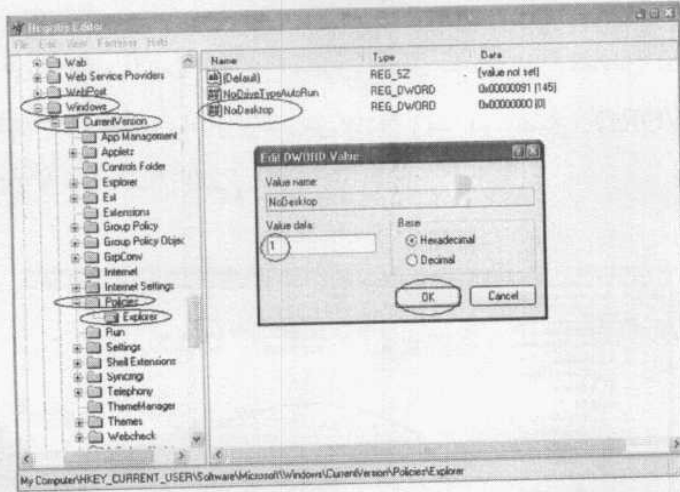 Registry Editor
File Edit View Favorites Help
Wab
Web Service Providers
WebPost
Windows
CurrentVersion
App Management
Applets
Controls Folder
Explorer
Ext
Extensions
Group Policy
Group Policy Objec
GrpConv
Internet
Internet Settings
Policies
Explorer
Run
Settings
Shell Extensions
Syncmgr
Telephony
ThemeManager
Themes
Webcheck
Name Type Data
ab (Default) REG_SZ (value not set)
NoDriveTypeAutoRun REG_DWORD 0x00000091 (145)
NoDesktop REG_DWORD 0x00000000 (0)
Edit DWORD Value
Value name:
NoDesktop
Value data:
1
Base
Hexadecimal
Decimal
OK Cancel
My Computer\HKEY_CURRENT_USER\Software\Microsoft\Windows\CurrentVersion\Policies\Explorer